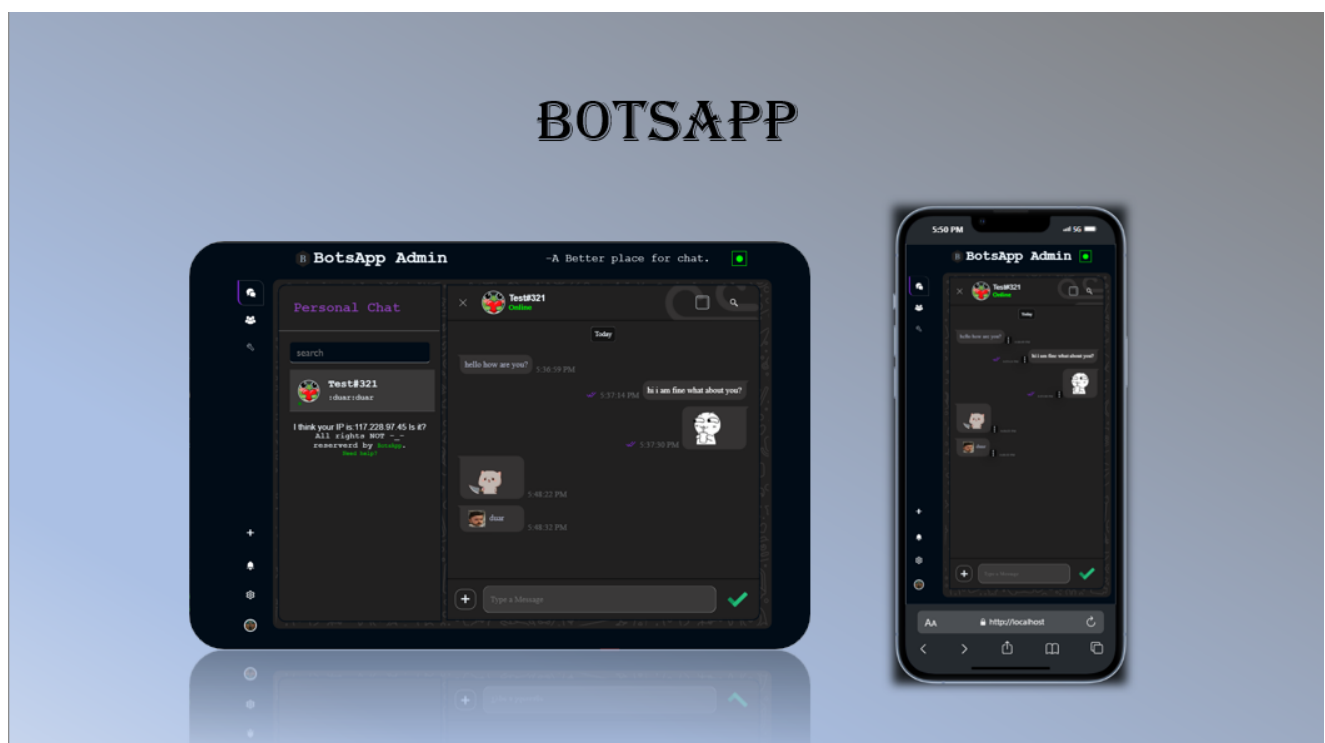 BOTSAPP
BotsApp Admin
-A Better place for chat.
Personal Chat
search
Test#321
:duar:duar
I think your IP is:117.228.97.45 Is it?
All rights NOT -_-
reserverd by BotsApp.
Need help?
Test#321
Online
Today
hello how are you?
5:36:59 PM
5:37:14 PM
hi i am fine what about you?
5:37:50 PM
5:48:22 PM
duar
5:48:32 PM
Type a Message
5:50 PM
5G
BotsApp Admin
Test#321
Online
Today
hello how are you?
hi i am fine what about you?
duar
Type a Message
AA
http://localhost